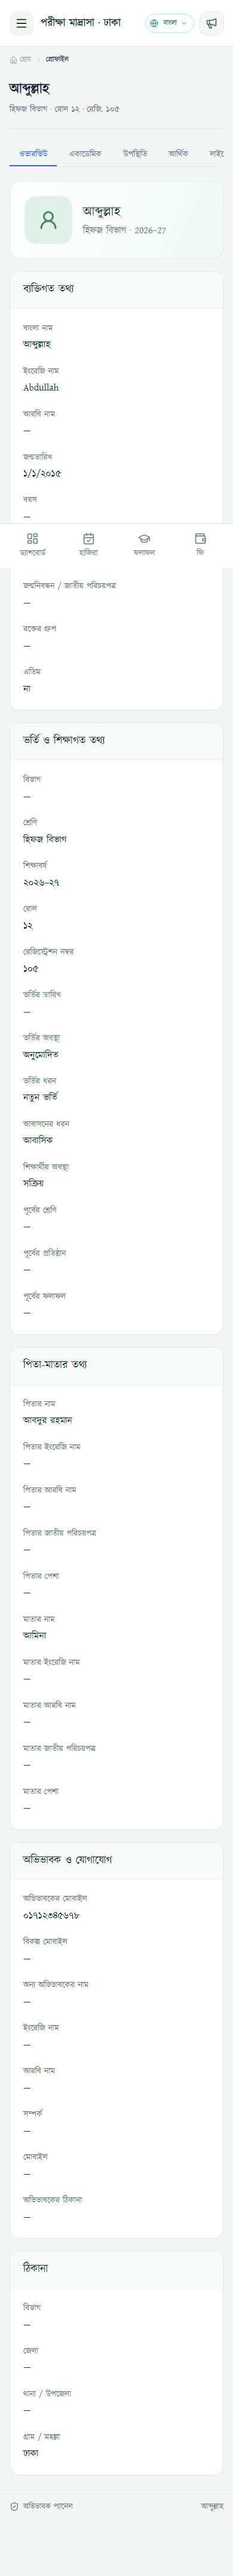 পরীক্ষা মাদ্রাসা · ঢাকা
বাংলা
হোম > প্রোফাইল
আব্দুল্লাহ
হিফজ বিভাগ · রোল ১২ · রেজি. ১০৫
ওভারভিউ একাডেমিক উপস্থিতি আর্থিক
আব্দুল্লাহ
হিফজ বিভাগ · 2026-27
ব্যক্তিগত তথ্য
বাংলা নাম
আব্দুল্লাহ
ইংরেজি নাম
Abdullah
আরবি নাম
—
জন্মতারিখ
১/১/২০১৫
বয়স
—
ড্যাশবোর্ড হাজিরা ফলাফল ফি
জন্মনিবন্ধন / জাতীয় পরিচয়পত্র
—
রক্তের গ্রুপ
—
এতিম
না
ভর্তি ও শিক্ষাগত তথ্য
বিভাগ
—
শ্রেণি
হিফজ বিভাগ
শিক্ষাবর্ষ
২০২৬-২৭
রোল
১২
রেজিস্ট্রেশন নম্বর
১০৫
ভর্তির তারিখ
—
ভর্তির অবস্থা
অনুমোদিত
ভর্তির ধরন
নতুন ভর্তি
আবাসনের ধরন
আবাসিক
শিক্ষার্থীর অবস্থা
সক্রিয়
পূর্বের শ্রেণি
—
পূর্বের প্রতিষ্ঠান
—
পূর্বের ফলাফল
—
পিতা-মাতার তথ্য
পিতার নাম
আবদুর রহমান
পিতার ইংরেজি নাম
—
পিতার আরবি নাম
—
পিতার জাতীয় পরিচয়পত্র
—
পিতার পেশা
—
মাতার নাম
আমিনা
মাতার ইংরেজি নাম
—
মাতার আরবি নাম
—
মাতার জাতীয় পরিচয়পত্র
—
মাতার পেশা
—
অভিভাবক ও যোগাযোগ
অভিভাবকের মোবাইল
০১৭১২৩৪৫৬৭৮
বিকল্প মোবাইল
—
অন্য অভিভাবকের নাম
—
ইংরেজি নাম
—
আরবি নাম
—
সম্পর্ক
—
মোবাইল
—
অভিভাবকের ঠিকানা
—
ঠিকানা
বিভাগ
—
জেলা
—
থানা / উপজেলা
—
গ্রাম / মহল্লা
ঢাকা
অভিভাবক প্যানেল আব্দুল্লাহ